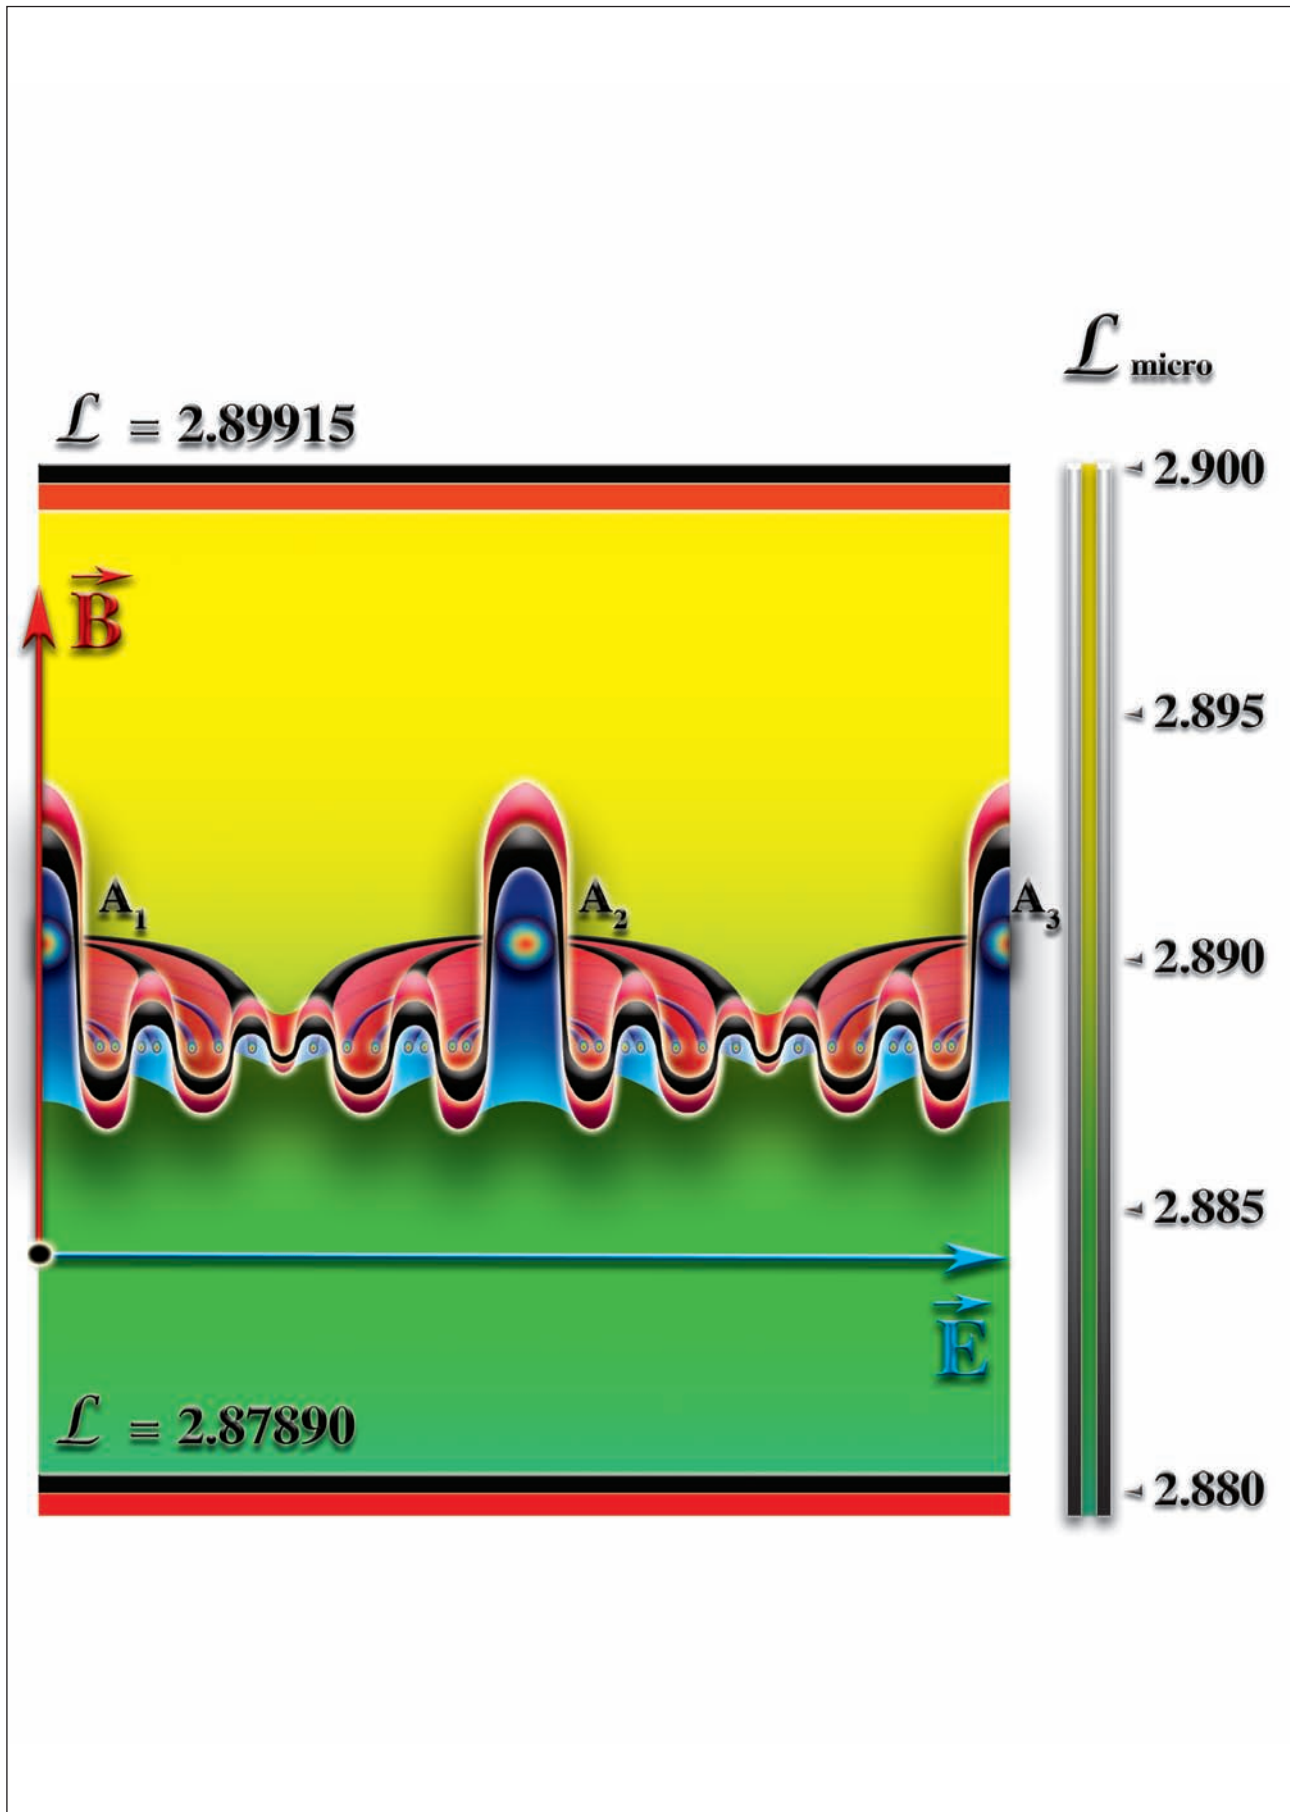 ℒ micro
ℒ = 2.89915
2.900
B
2.895
A1
A2
A3
2.890
2.885
E
ℒ = 2.87890
2.880